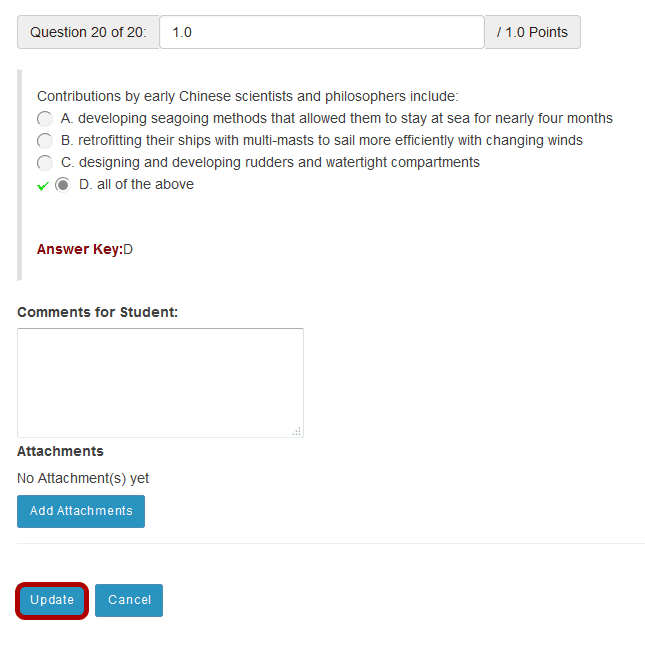 Question 20 of 20: 1.0 / 1.0 Points
Contributions by early Chinese scientists and philosophers include:
A. developing seagoing methods that allowed them to stay at sea for nearly four months
B. retrofitting their ships with multi-masts to sail more efficiently with changing winds
C. designing and developing rudders and watertight compartments
D. all of the above
Answer Key:D
Comments for Student:
Attachments
No Attachment(s) yet
Add Attachments
Update Cancel